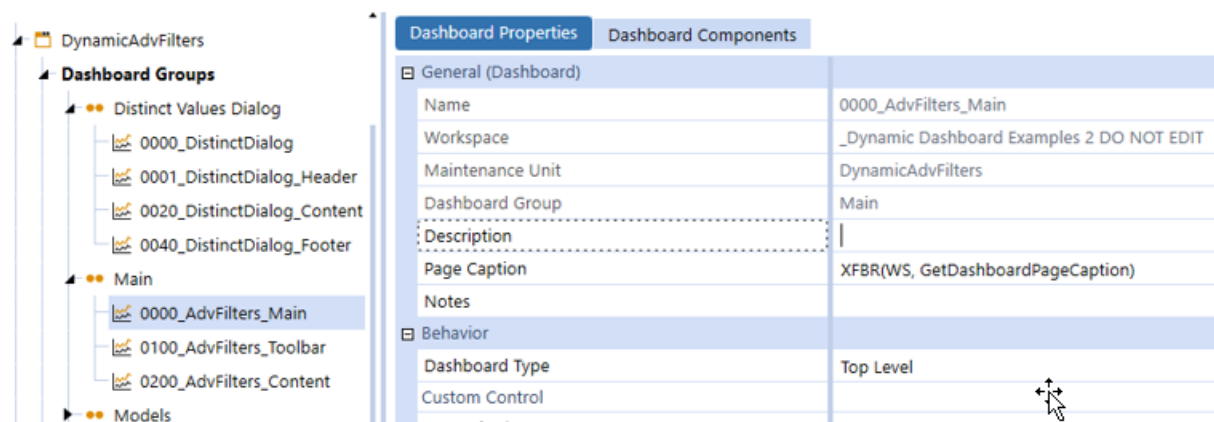 DynamicAdvFilters
Dashboard Groups
Distinct Values Dialog
0000_DistinctDialog
0001_DistinctDialog_Header
0020_DistinctDialog_Content
0040_DistinctDialog_Footer
Main
0000_AdvFilters_Main
0100_AdvFilters_Toolbar
0200_AdvFilters_Content
Models
Dashboard Properties Dashboard Components
General (Dashboard)
Name 0000_AdvFilters_Main
Workspace _Dynamic Dashboard Examples 2 DO NOT EDIT
Maintenance Unit DynamicAdvFilters
Dashboard Group Main
Description
Page Caption XFBR(WS, GetDashboardPageCaption)
Notes
Behavior
Dashboard Type Top Level
Custom Control